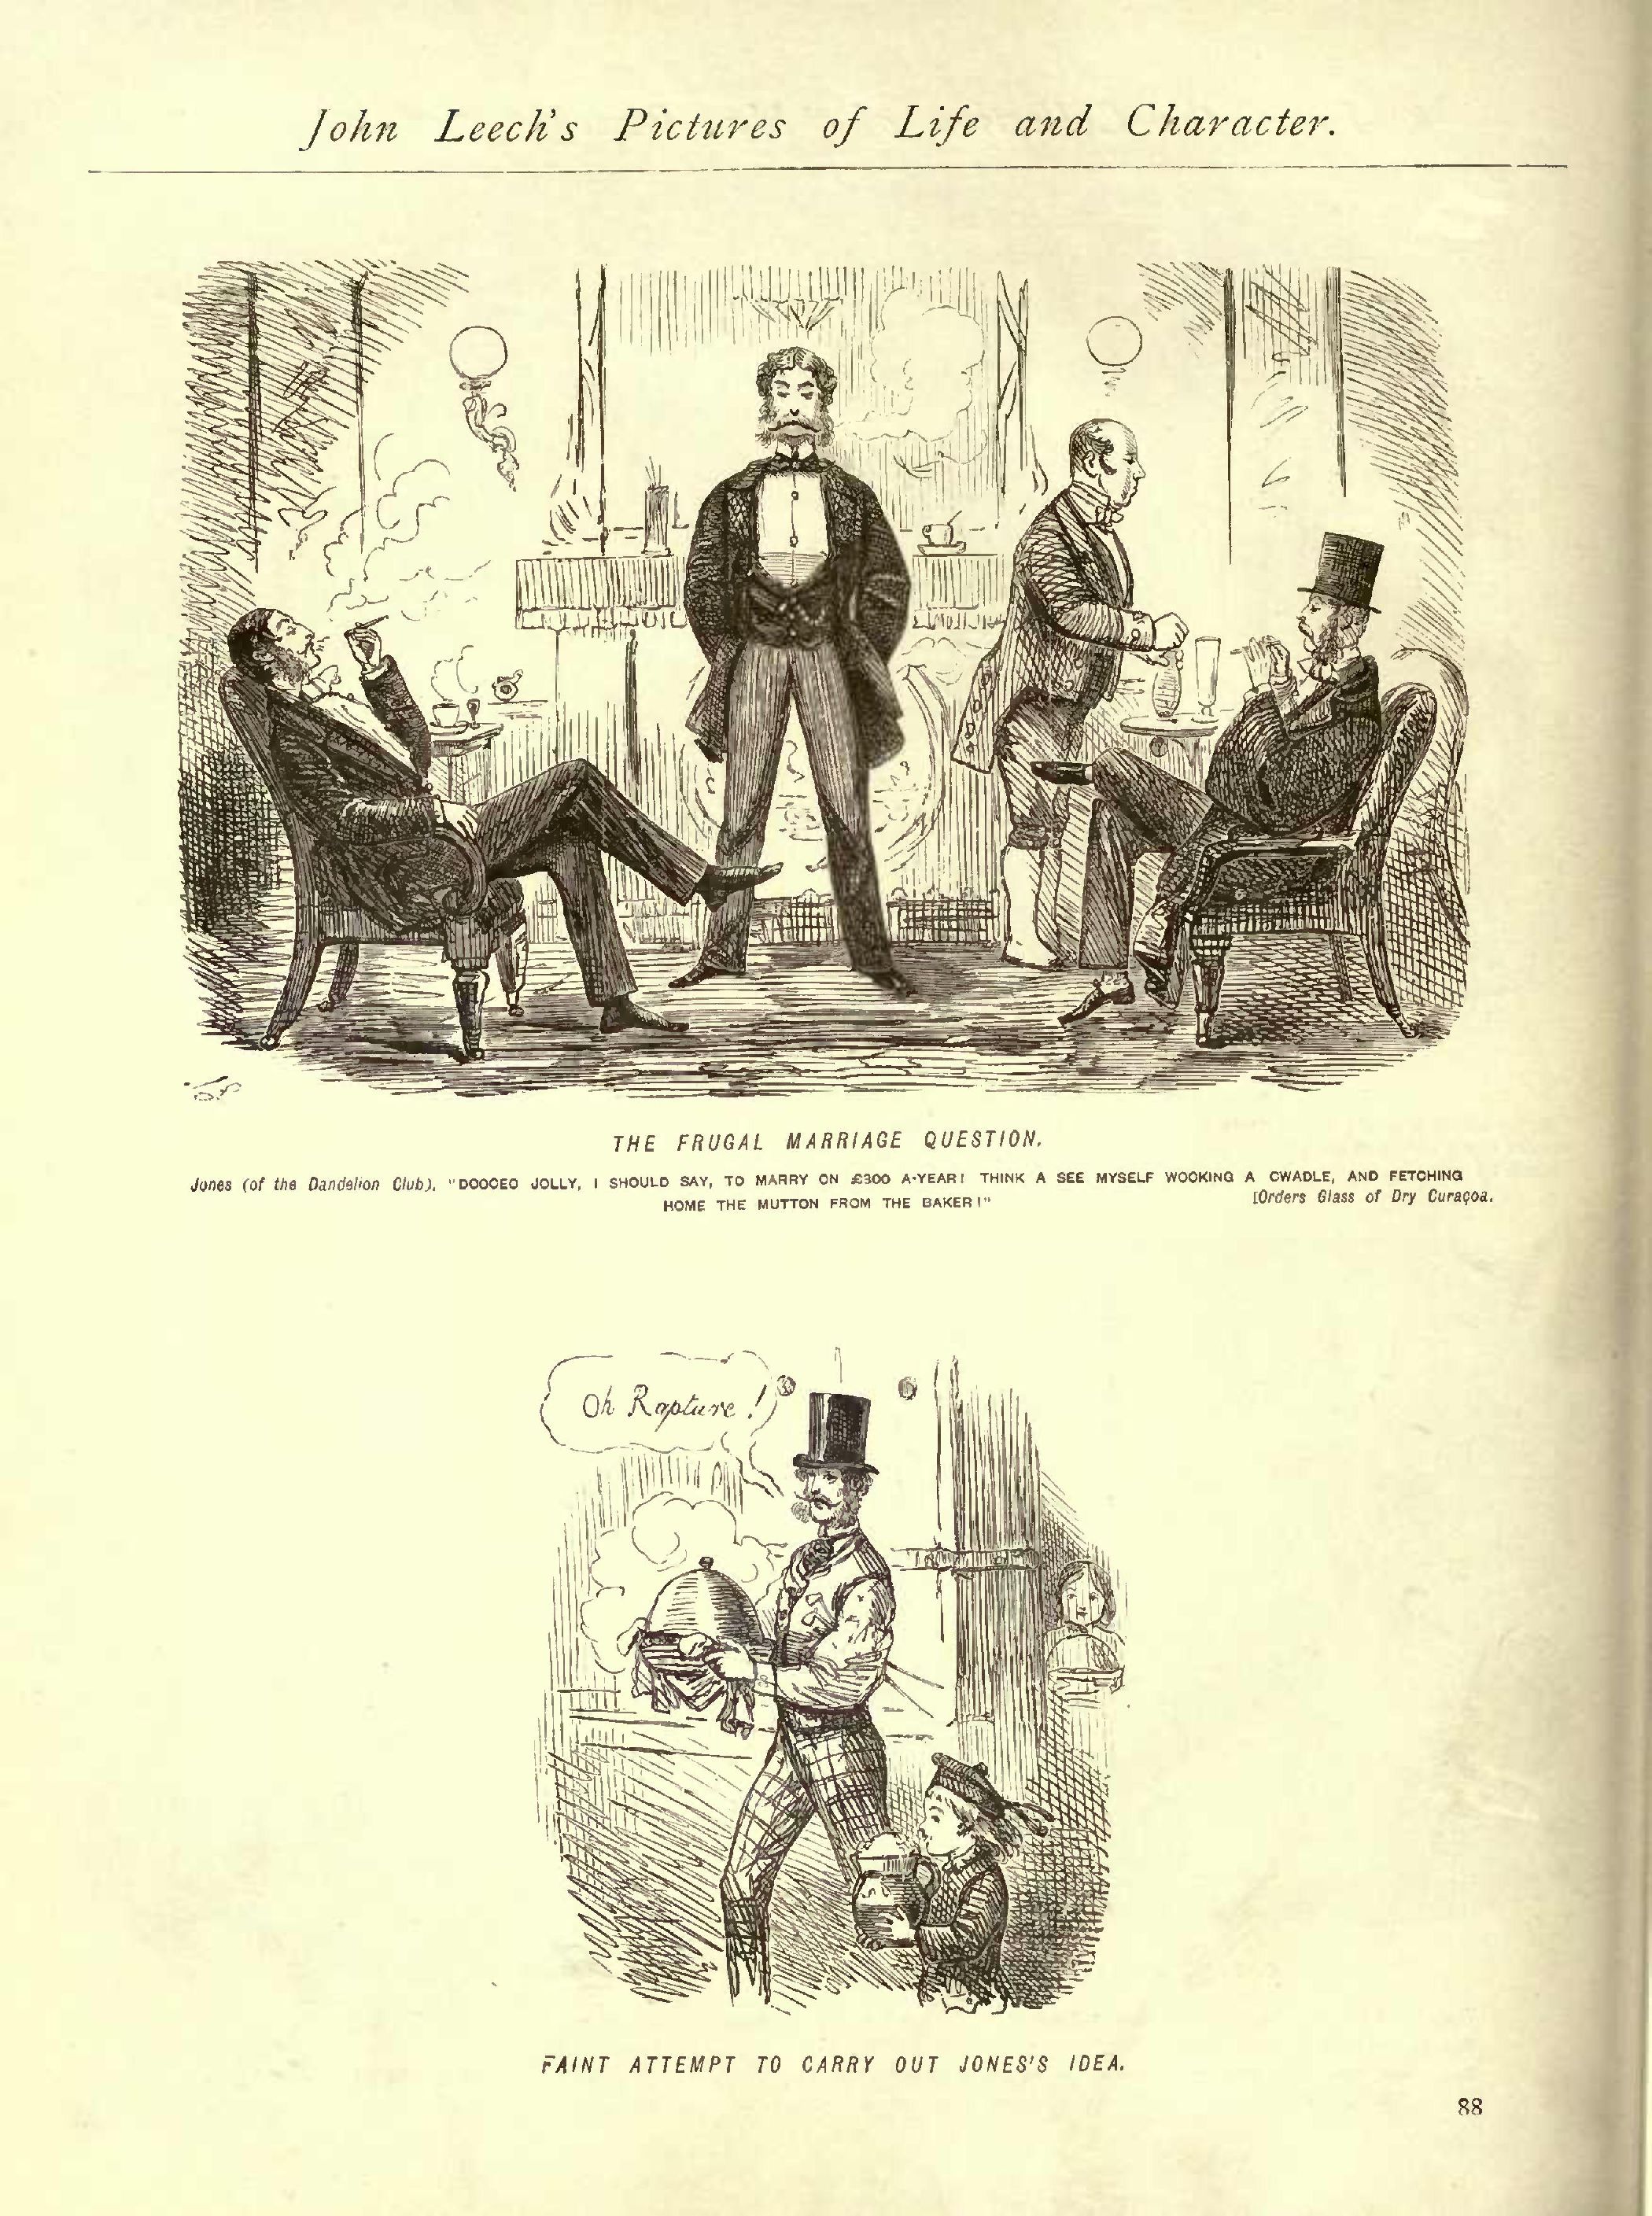 John Leech's Pictures of Life and Character.
THE FRUGAL MARRIAGE QUESTION.
Jones (of the Dandelion Club). "DOOCEO JOLLY, I SHOULD SAY, TO MARRY ON £300 A-YEAR! THINK A SEE MYSELF WOOKING A CWADLE, AND FETCHING
HOME THE MUTTON FROM THE BAKER!" [Orders Glass of Dry Curaçoa.
Oh Rapture!
FAINT ATTEMPT TO CARRY OUT JONES'S IDEA.
88